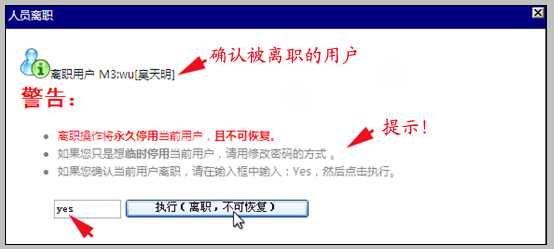 人员离职
确认被离职的用户
离职用户 M3:wu[吴天明]
警告：
离职操作将永久停用当前用户，且不可恢复。
提示！
如果您只是想临时停用当前用户，请用修改密码的方式 。
如果您确认当前用户离职，请在输入框中输入：Yes，然后点击执行。
yes
执行（离职，不可恢复）